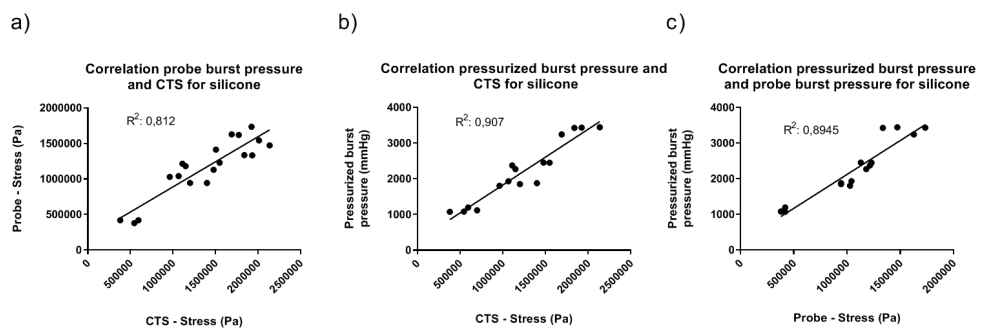 a)
Correlation probe burst pressure
and CTS for silicone
R2: 0,812
Probe - Stress (Pa)
2000000
1500000
1000000
500000
0
0
500000
1000000
1500000
2000000
2500000
CTS - Stress (Pa)
b)
Correlation pressurized burst pressure and
CTS for silicone
R2: 0,907
Pressurized burst
pressure (mmHg)
4000
3000
2000
1000
0
0
500000
1000000
1500000
2000000
2500000
CTS - Stress (Pa)
c)
Correlation pressurized burst pressure
and probe burst pressure for silicone
R2: 0,8945
Pressurized burst
pressure (mmHg)
4000
3000
2000
1000
0
0
500000
1000000
1500000
2000000
Probe - Stress (Pa)